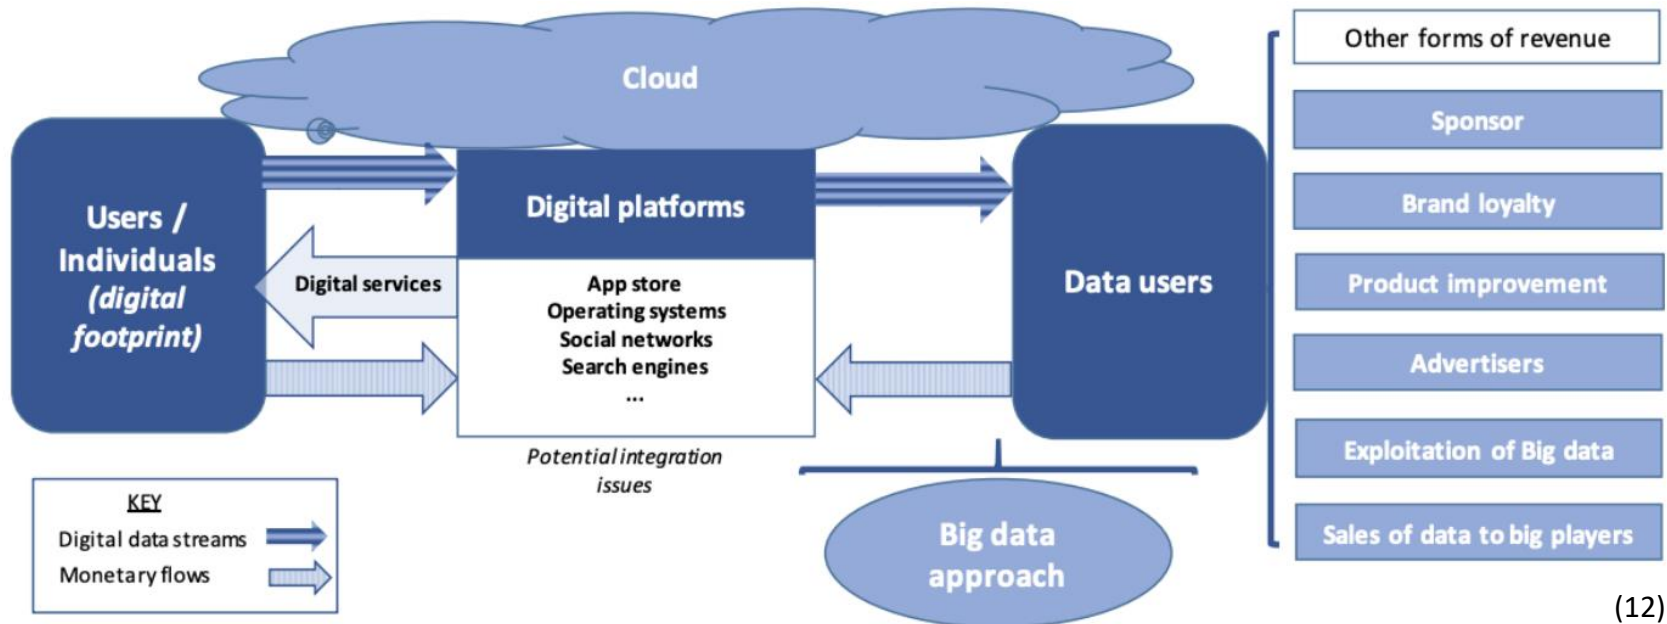 Cloud
@
Users /
Individuals
(digital
footprint)
Digital platforms
Digital services
App store
Operating systems
Social networks
Search engines
...
Potential integration
issues
Data users
Big data
approach
Other forms of revenue
Sponsor
Brand loyalty
Product improvement
Advertisers
Exploitation of Big data
Sales of data to big players
KEY
Digital data streams
Monetary flows
(12)